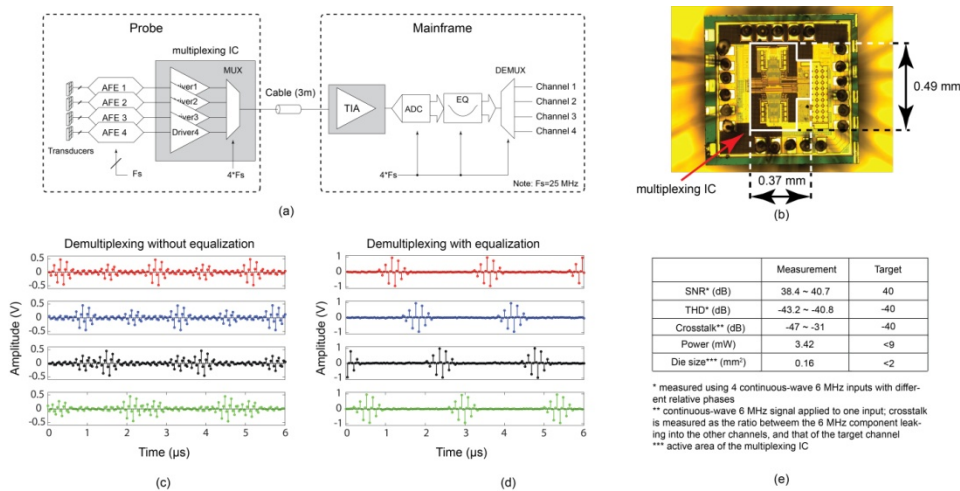 Probe
Mainframe
multiplexing IC
MUX
DEMUX
AFE 1
AFE 2
AFE 3
AFE 4
Driver4
Transducers
Fs
4*Fs
Cable (3m)
TIA
ADC
EQ
Channel 1
Channel 2
Channel 3
Channel 4
4*Fs
Note: Fs=25 MHz
(a)
0.49 mm
0.37 mm
multiplexing IC
(b)
Demultiplexing without equalization
Amplitude (V)
0.5
0
-0.5
0.5
0
-0.5
0.5
0
-0.5
0.5
0
-0.5
0 1 2 3 4 5 6
Time (μs)
(c)
Demultiplexing with equalization
1
0
-1
1
0
-1
1
0
-1
1
0
-1
0 1 2 3 4 5 6
Time (μs)
(d)
Measurement Target
SNR* (dB) 38.4 ~ 40.7 40
THD* (dB) -43.2 ~ -40.8 -40
Crosstalk** (dB) -47 ~ -31 -40
Power (mW) 3.42 <9
Die size*** (mm²) 0.16 <2
* measured using 4 continuous-wave 6 MHz inputs with differ-
ent relative phases
** continuous-wave 6 MHz signal applied to one input; crosstalk
is measured as the ratio betweem the 6 MHz component leak-
ing into the other channels, and that of the target channel
*** active area of the multiplexing IC
(e)